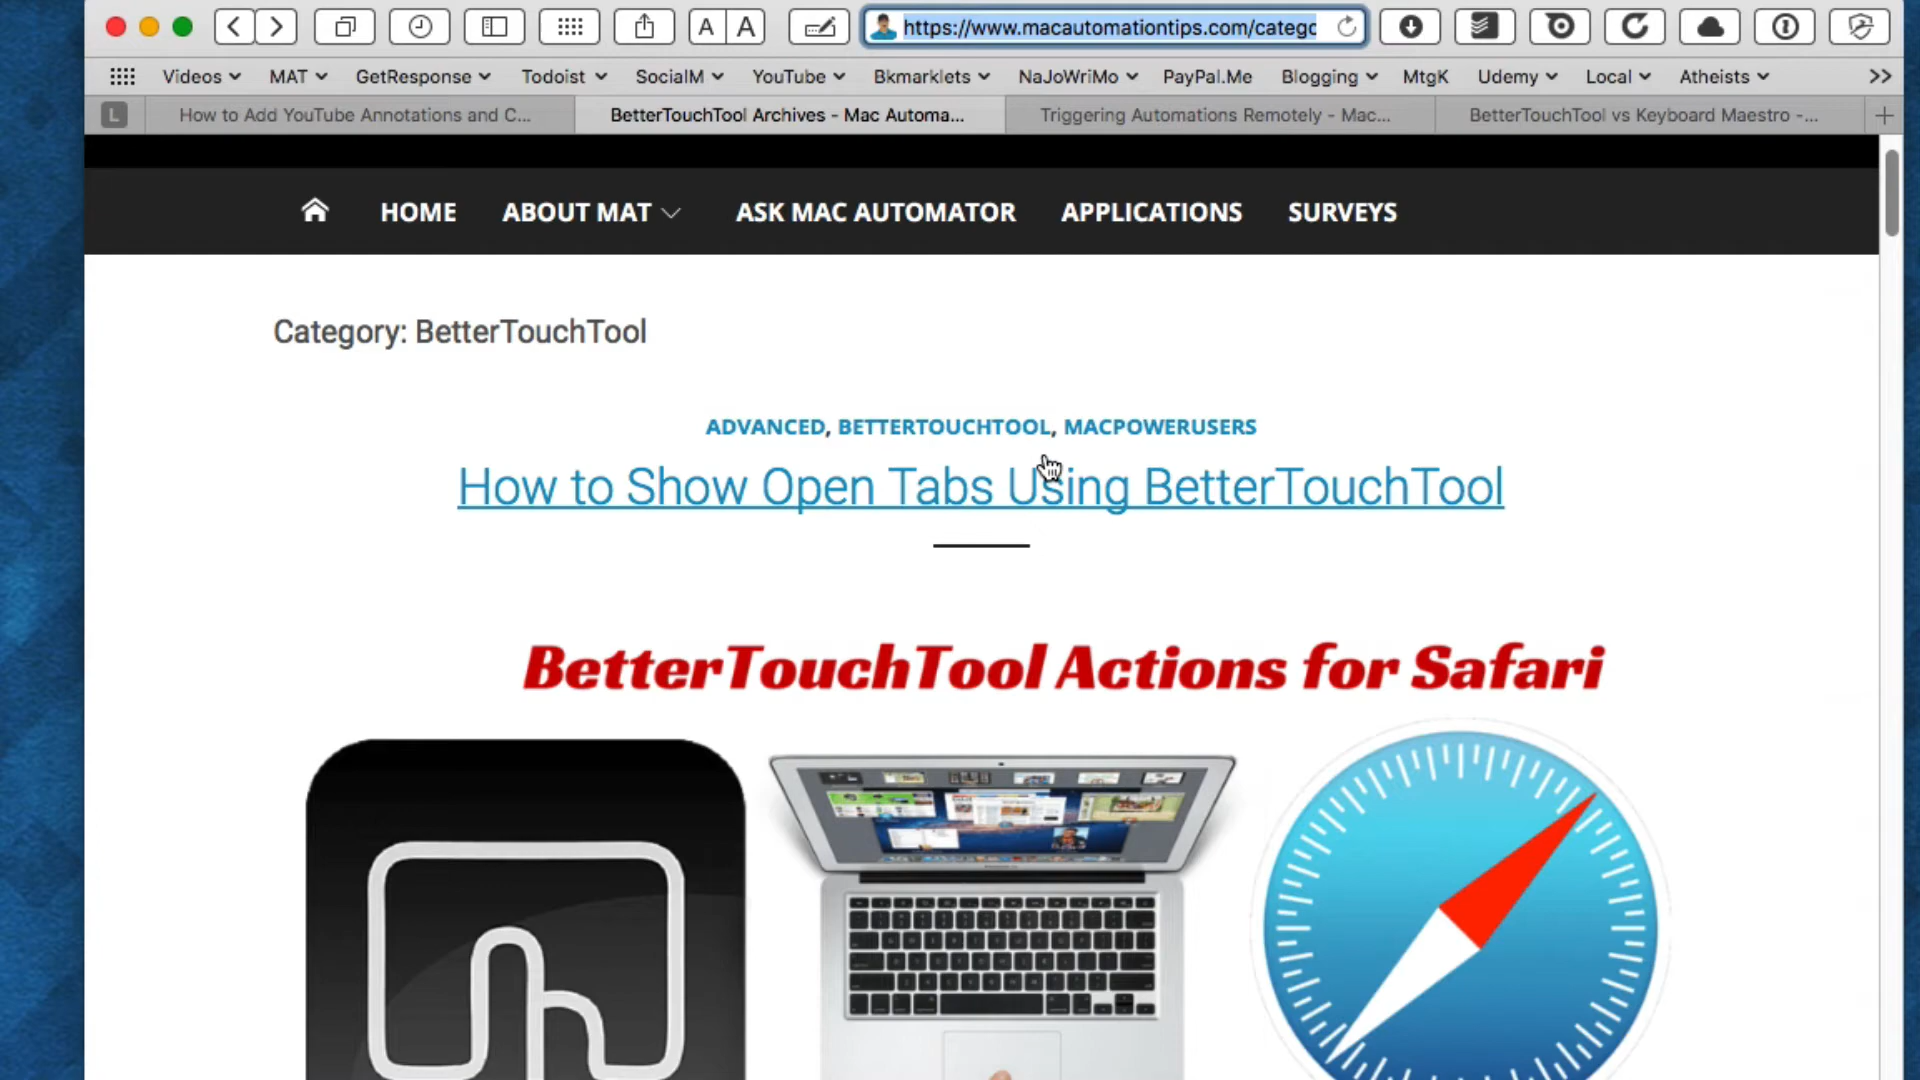 A A https://www.macautomationtips.com/catego
Videos MAT GetResponse Todoist SocialM YouTube Bkmarklets NaJoWriMo PayPal.Me Blogging MtgK Udemy Local Atheists >>
L How to Add YouTube Annotations and C... BetterTouchTool Archives - Mac Automa... Triggering Automations Remotely - Mac... BetterTouchTool vs Keyboard Maestro -...
HOME ABOUT MAT ASK MAC AUTOMATOR APPLICATIONS SURVEYS
Category: BetterTouchTool
ADVANCED, BETTERTOUCHTOOL, MACPOWERUSERS
How to Show Open Tabs Using BetterTouchTool
BetterTouchTool Actions for Safari